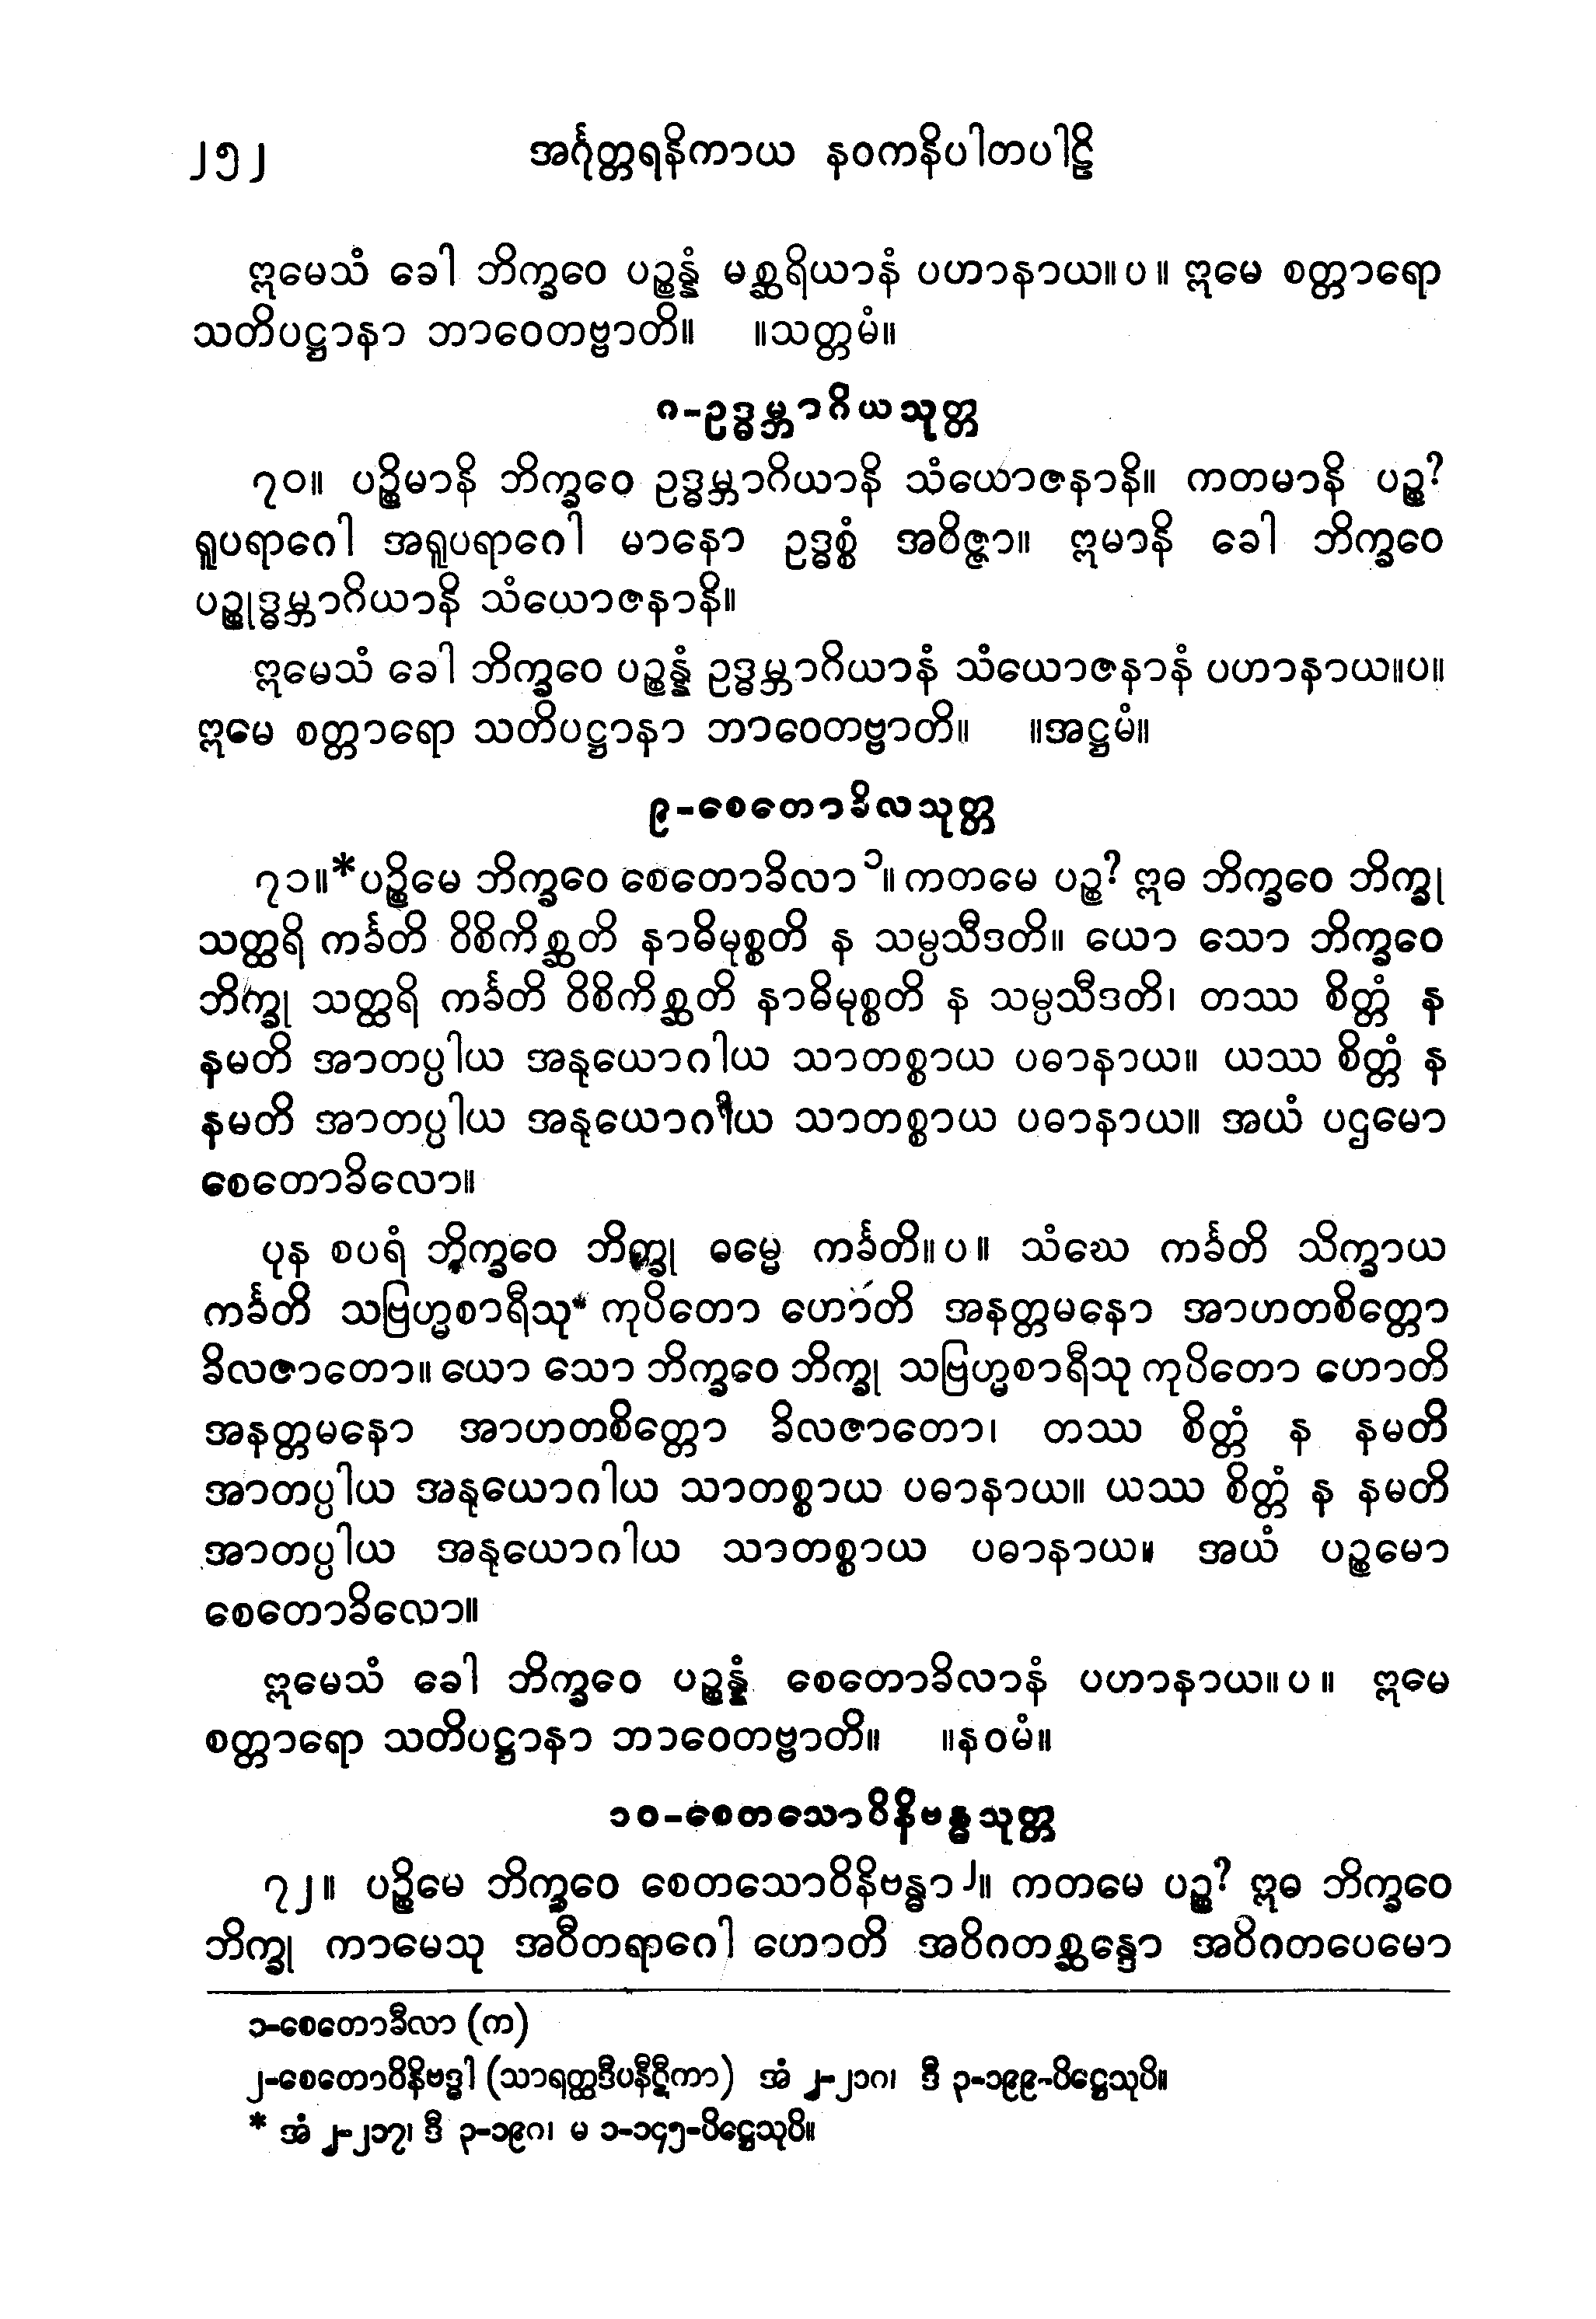 ၂၅၂ အင်္ဂုတ္တရနိကာယ နဝကနိပါတပါဠိ
ဣမေသံ ခေါ ဘိက္ခဝေ ပဉ္စန္နံ မစ္ဆရိယာနံ ပဟာနာယ။ပ။ ဣမေ စတ္တာရော
သတိပဋ္ဌာနာ ဘာဝေတဗ္ဗာတိ။ ။သတ္တမံ။
၈-ဥဒ္ဓမ္ဘာဂိယသုတ္တ
၇၀။ ပဉ္စိမာနိ ဘိက္ခဝေ ဥဒ္ဓမ္ဘာဂိယာနိ သံယောဇနာနိ။ ကတမာနိ ပဉ္စ?
ရူပရာဂေါ အရူပရာဂေါ မာနော ဥဒ္ဓစ္စံ အဝိဇ္ဇာ။ ဣမာနိ ခေါ ဘိက္ခဝေ
ပဉ္စုဒ္ဓမ္ဘာဂိယာနိ သံယောဇနာနိ။
ဣမေသံ ခေါ ဘိက္ခဝေ ပဉ္စန္နံ ဥဒ္ဓမ္ဘာဂိယာနံ သံယောဇနာနံ ပဟာနာယ။ပ။
ဣမေ စတ္တာရော သတိပဋ္ဌာနာ ဘာဝေတဗ္ဗာတိ။ ။အဋ္ဌမံ။
၉-စေတောခိလသုတ္တ
၇၁။*ပဉ္စိမေ ဘိက္ခဝေ စေတောခိလာ၁။ ကတမေ ပဉ္စ? ဣဓ ဘိက္ခဝေ ဘိက္ခု
သတ္ထရိ ကင်္ခတိ ဝိစိကိစ္ဆတိ နာဓိမုစ္စတိ န သမ္ပသီဒတိ။ ယော သော ဘိက္ခဝေ
ဘိက္ခု သတ္ထရိ ကင်္ခတိ ဝိစိကိစ္ဆတိ နာဓိမုစ္စတိ န သမ္ပသီဒတိ၊ တဿ စိတ္တံ န
နမတိ အာတပ္ပါယ အနုယောဂါယ သာတစ္စာယ ပဓာနာယ။ ယဿ စိတ္တံ န
နမတိ အာတပ္ပါယ အနုယောဂါယ သာတစ္စာယ ပဓာနာယ။ အယံ ပဌမော
စေတောခိလော။
ပုန စပရံ ဘိက္ခဝေ ဘိက္ခု ဓမ္မေ ကင်္ခတိ။ပ။ သံဃေ ကင်္ခတိ သိက္ခာယ
ကင်္ခတိ သဗြဟ္မစာရီသု ကုပိတော ဟောတိ အနတ္တမနော အာဟတစိတ္တော
ခိလဇာတော။ ယော သော ဘိက္ခဝေ ဘိက္ခု သဗြဟ္မစာရီသု ကုပိတော ဟောတိ
အနတ္တမနော အာဟတစိတ္တော ခိလဇာတော၊ တဿ စိတ္တံ န နမတိ
အာတပ္ပါယ အနုယောဂါယ သာတစ္စာယ ပဓာနာယ။ ယဿ စိတ္တံ န နမတိ
အာတပ္ပါယ အနုယောဂါယ သာတစ္စာယ ပဓာနာယ။ အယံ ပဉ္စမော
စေတောခိလော။
ဣမေသံ ခေါ ဘိက္ခဝေ ပဉ္စန္နံ စေတောခိလာနံ ပဟာနာယ။ပ။ ဣမေ
စတ္တာရော သတိပဋ္ဌာနာ ဘာဝေတဗ္ဗာတိ။ ။နဝမံ။
၁၀-စေတသောဝိနိဗန္ဓသုတ္တ
၇၂။ ပဉ္စိမေ ဘိက္ခဝေ စေတသောဝိနိဗန္ဓာ၂။ ကတမေ ပဉ္စ? ဣဓ ဘိက္ခဝေ
ဘိက္ခု ကာမေသု အဝီတရာဂေါ ဟောတိ အဝိဂတစ္ဆန္ဒော အဝိဂတပေမော
၁-စေတောခီလာ (က)
၂-စေတောဝိနိဗဒ္ဓါ (သာရတ္ထဒီပနီဋီကာ) အံ ၂-၂၁၈၊ ဒီ ၃-၁၉၉-ပိဋ္ဌေသုပိ။
* အံ ၂-၂၁၇၊ ဒီ ၃-၁၉၈၊ မ ၁-၁၄၅-ပိဋ္ဌေသုပိ။